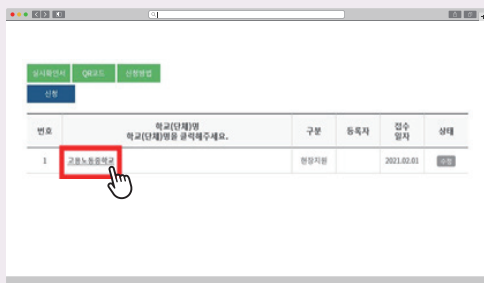 실시확인서 QR코드 신청방법
신청
번호 학교(단체)명 구분 등록자 접수 상태
학교(단체)명을 클릭해주세요. 일자
1 고용노동중학교 현장지원 2021.02.01 수정